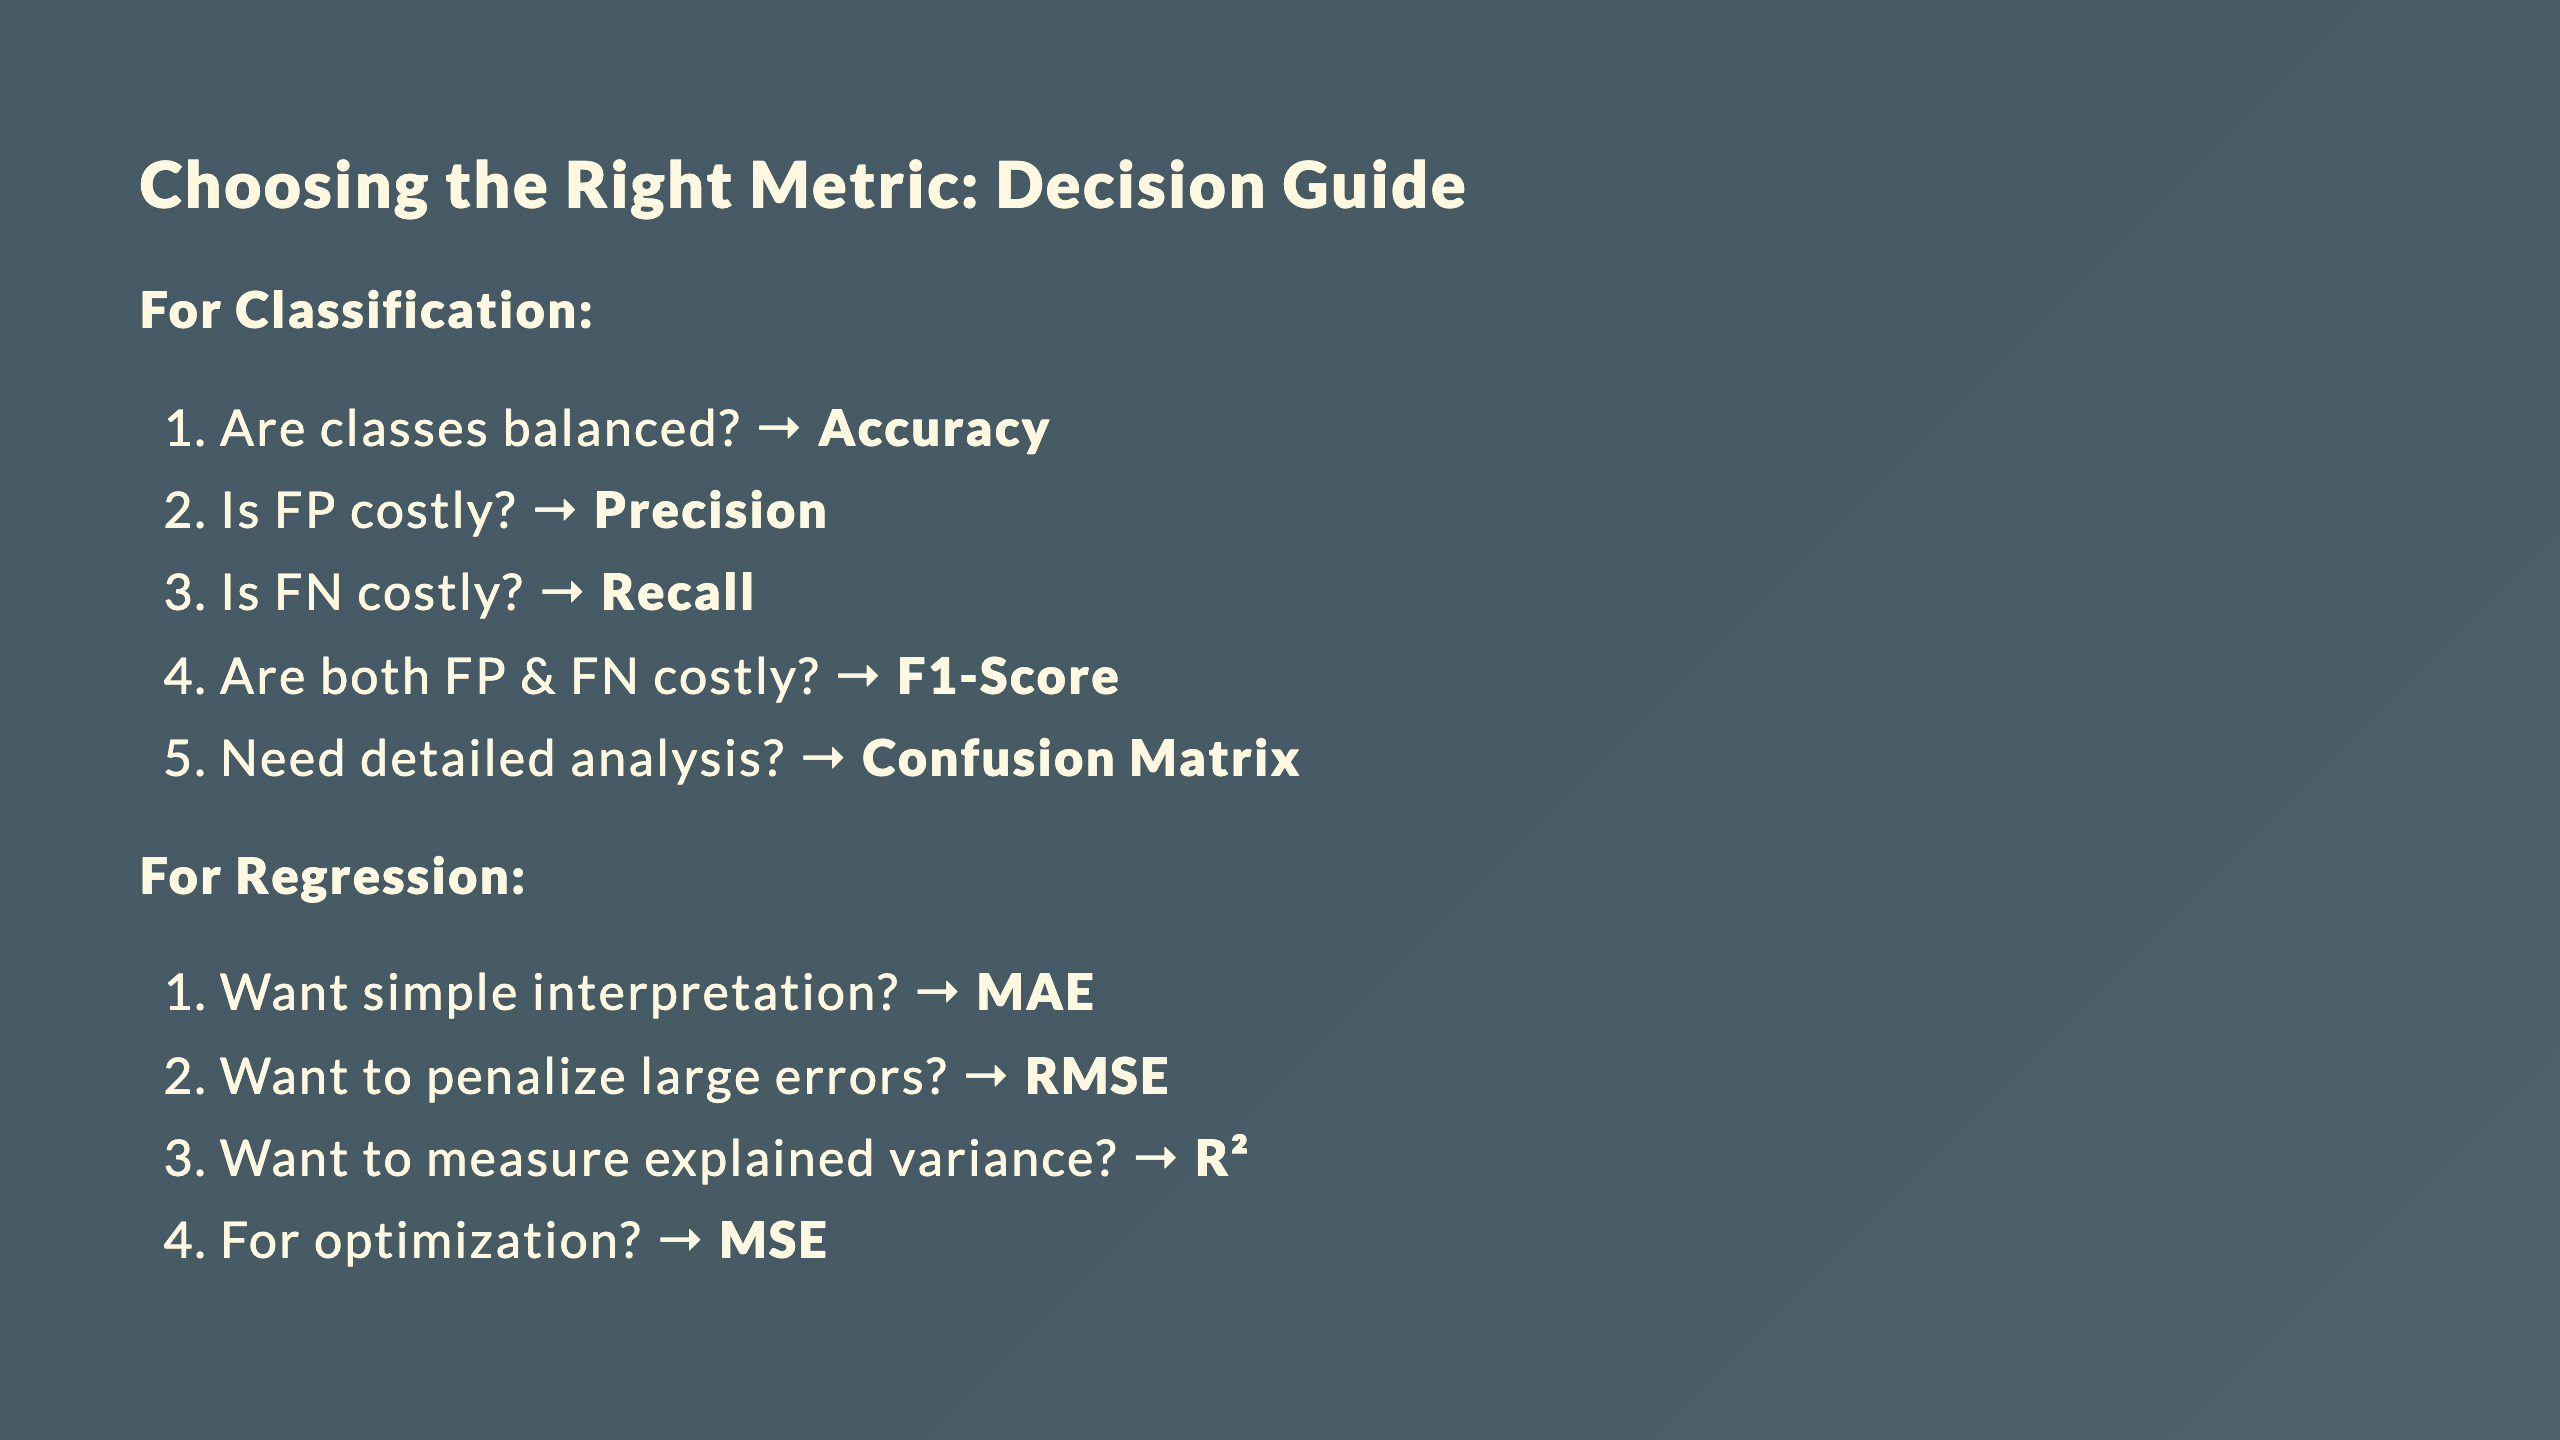 Choosing the Right Metric: Decision Guide
For Classification:
1. Are classes balanced? → Accuracy
2. Is FP costly? → Precision
3. Is FN costly? → Recall
4. Are both FP & FN costly? → F1-Score
5. Need detailed analysis? → Confusion Matrix
For Regression:
1. Want simple interpretation? → MAE
2. Want to penalize large errors? → RMSE
3. Want to measure explained variance? → R²
4. For optimization? → MSE